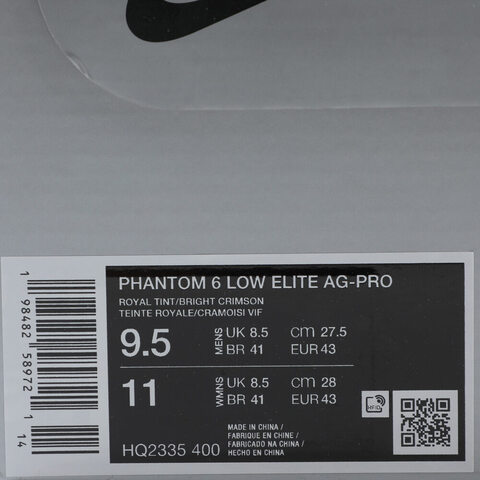 PHANTOM 6 LOW ELITE AG-PRO
ROYAL TINT/BRIGHT CRIMSON
TEINTE ROYALE/CRAMOISI VIF
9.5 MENS UK 8.5 CM 27.5
BR 41 EUR 43
11 WMNS UK 8.5 CM 28
BR 41 EUR 43
RFID
HQ2335 400
MADE IN CHINA /
FABRIQUE EN CHINE /
FABRICADO NA CHINA /
HECHO EN CHINA
1 98482 58972 1 14